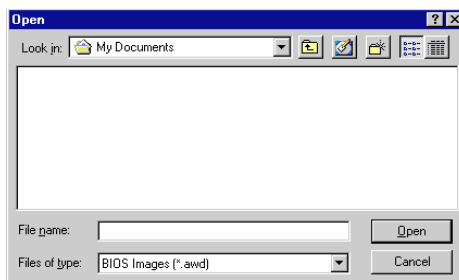 Open
Look in: My Documents
File name:
Open
Files of type: BIOS Images (*.awd)
Cancel